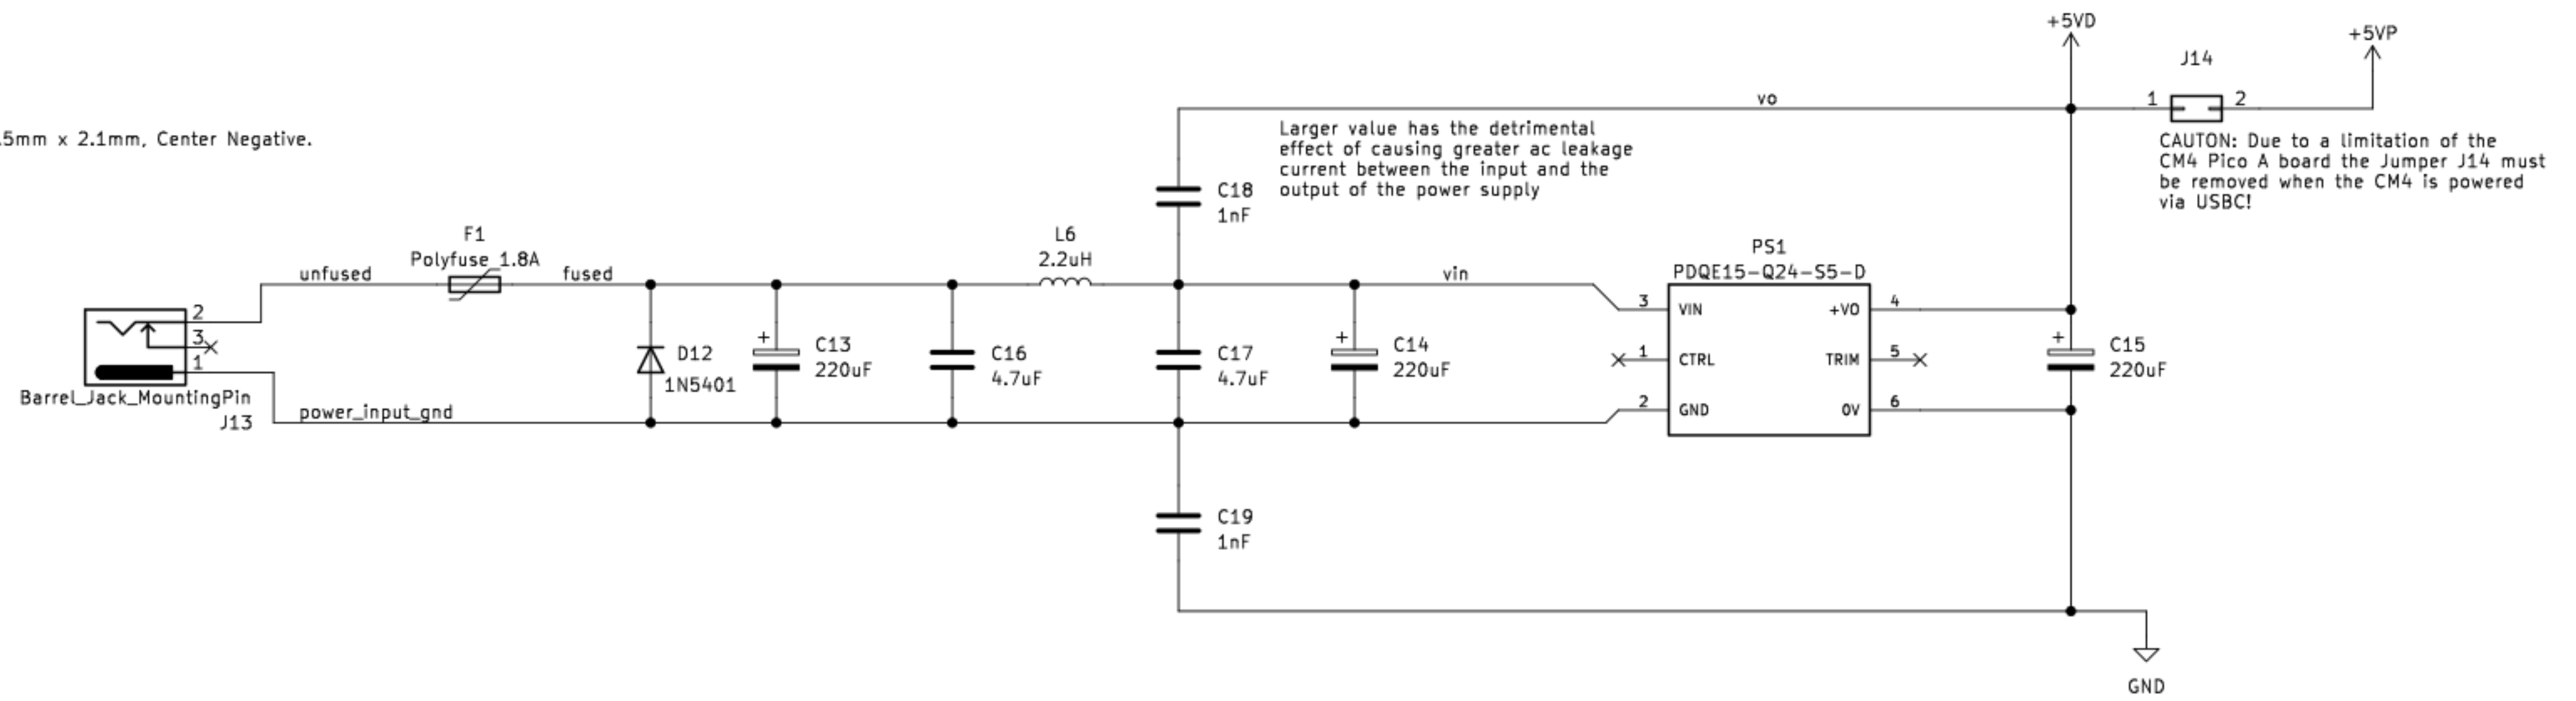 +5VD
+5VP
J14
vo
1
2
.5mm x 2.1mm, Center Negative.
Larger value has the detrimental
effect of causing greater ac leakage
current between the input and the
output of the power supply
CAUTON: Due to a limitation of the
CM4 Pico A board the Jumper J14 must
be removed when the CM4 is powered
via USBC!
C18
1nF
F1
Polyfuse 1.8A
L6
2.2uH
PS1
PDQE15-Q24-S5-D
unfused
fused
vin
2
3
1
3
VIN
+VO
4
1
CTRL
TRIM
5
2
GND
0V
6
D12
1N5401
+
C13
220uF
C16
4.7uF
C17
4.7uF
+
C14
220uF
+
C15
220uF
Barrel_Jack_MountingPin
J13
power_input_gnd
C19
1nF
GND